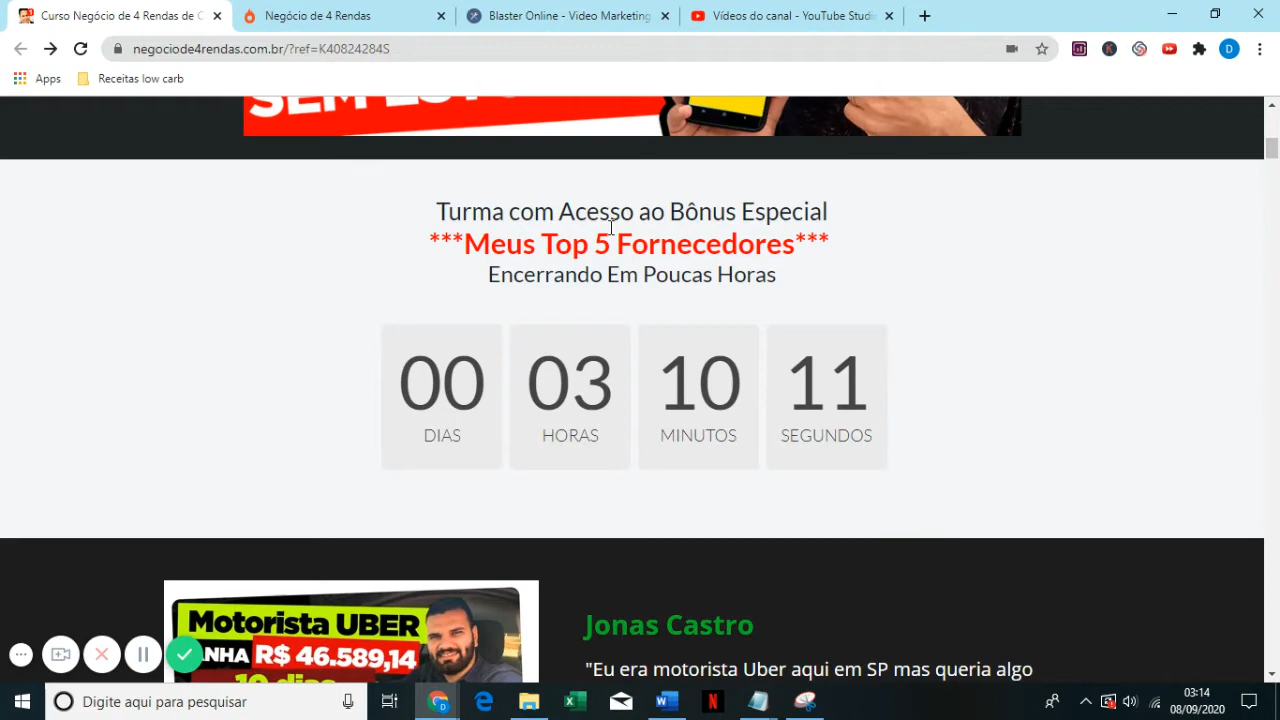 Curso Negócio de 4 Rendas de C
Negócio de 4 Rendas
Blaster Online - Video Marketing
Vídeos do canal - YouTube Studi
negociode4rendas.com.br/?ref=K40824284S
D
Apps
Receitas low carb
Turma com Acesso ao Bônus Especial
***Meus Top 5 Fornecedores***
Encerrando Em Poucas Horas
00
03
10
11
DIAS
HORAS
MINUTOS
SEGUNDOS
Motorista UBER
ANHA R$ 46.589,14
10 dias
Jonas Castro
"Eu era motorista Uber aqui em SP mas queria algo
Digite aqui para pesquisar
03:14
08/09/2020